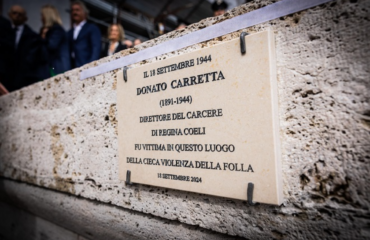 IL 18 SETTEMBRE 1944
DONATO CARRETTA
(1891-1944)
DIRETTORE DEL CARCERE
DI REGINA COELI
FU VITTIMA IN QUESTO LUOGO
DELLA CIECA VIOLENZA DELLA FOLLA
18 SETTEMBRE 2024